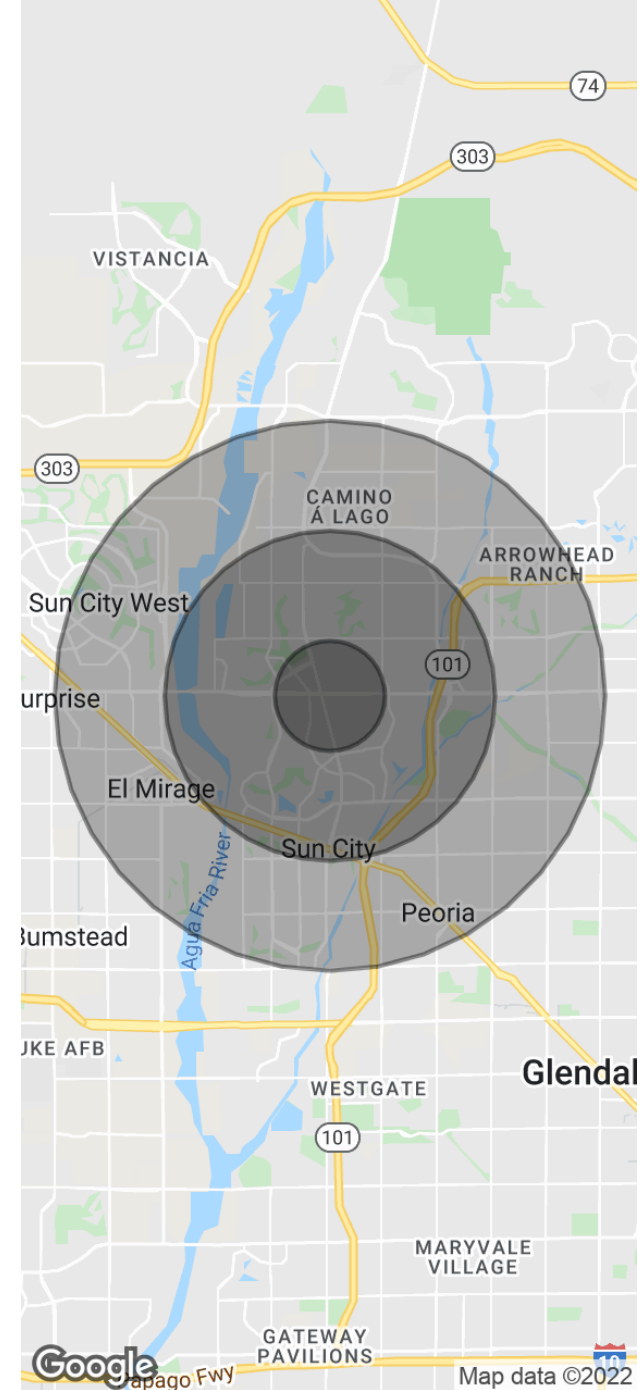 74
303
VISTANCIA
303
CAMINO
Á LAGO
ARROWHEAD
RANCH
Sun City West
101
urprise
El Mirage
Sun City
Agua Fria River
Peoria
Bumstead
UKE AFB
Glendal
WESTGATE
101
MARYVALE
VILLAGE
GATEWAY
PAVILIONS
10
Google
Papago Fwy
Map data ©2022